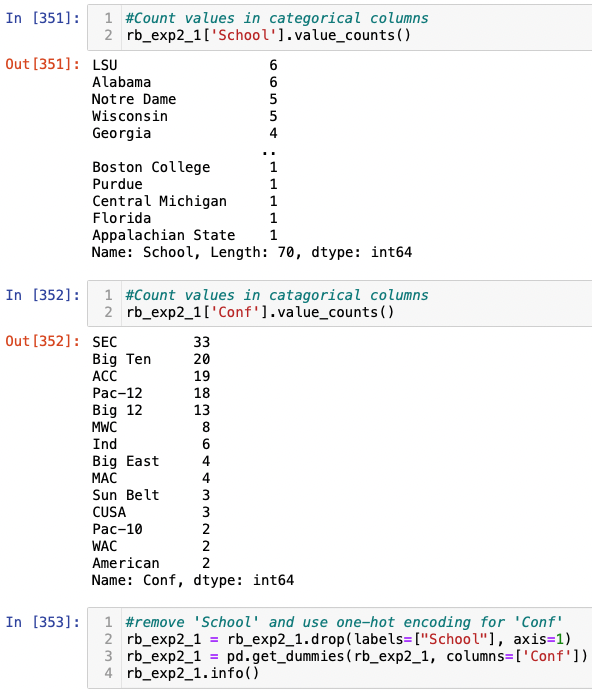 In [351]: 1 #Count values in categorical columns
2 rb_exp2_1['School'].value_counts()
Out[351]: LSU 6
Alabama 6
Notre Dame 5
Wisconsin 5
Georgia 4
..
Boston College 1
Purdue 1
Central Michigan 1
Florida 1
Appalachian State 1
Name: School, Length: 70, dtype: int64
In [352]: 1 #Count values in catagorical columns
2 rb_exp2_1['Conf'].value_counts()
Out[352]: SEC 33
Big Ten 20
ACC 19
Pac-12 18
Big 12 13
MWC 8
Ind 6
Big East 4
MAC 4
Sun Belt 3
CUSA 3
Pac-10 2
WAC 2
American 2
Name: Conf, dtype: int64
In [353]: 1 #remove 'School' and use one-hot encoding for 'Conf'
2 rb_exp2_1 = rb_exp2_1.drop(labels=["School"], axis=1)
3 rb_exp2_1 = pd.get_dummies(rb_exp2_1, columns=['Conf'])
4 rb_exp2_1.info()